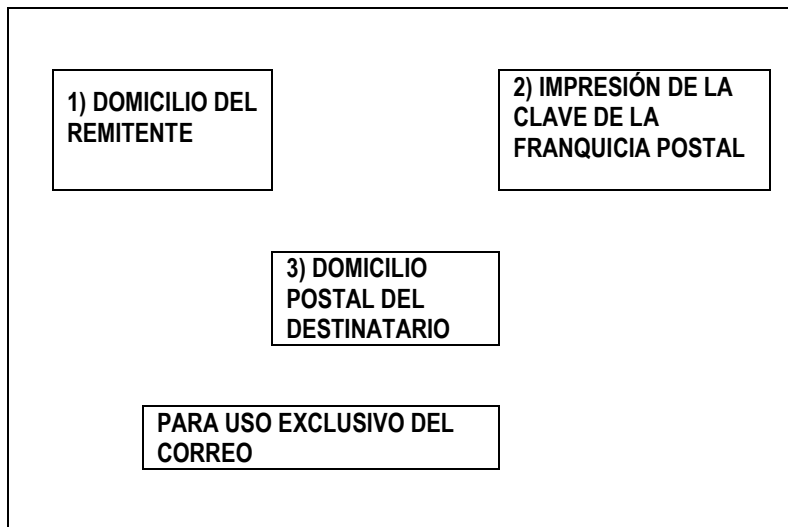 1) DOMICILIO DEL
REMITENTE
2) IMPRESIÓN DE LA
CLAVE DE LA
FRANQUICIA POSTAL
3) DOMICILIO
POSTAL DEL
DESTINATARIO
PARA USO EXCLUSIVO DEL
CORREO